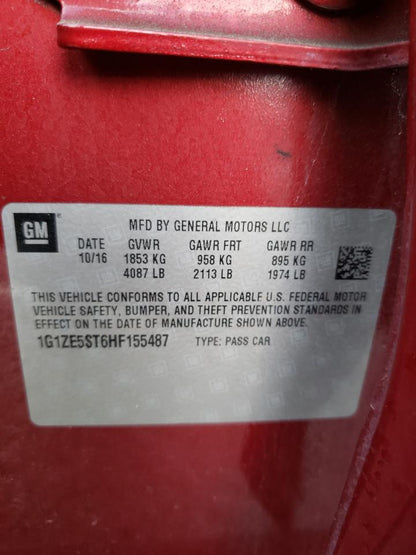 GM ® MFD BY GENERAL MOTORS LLC
DATE GVWR GAWR FRT GAWR RR
10/16 1853 KG 958 KG 895 KG
4087 LB 2113 LB 1974 LB
THIS VEHICLE CONFORMS TO ALL APPLICABLE U.S. FEDERAL MOTOR
VEHICLE SAFETY, BUMPER, AND THEFT PREVENTION STANDARDS IN
EFFECT ON THE DATE OF MANUFACTURE SHOWN ABOVE.
1G1ZE5ST6HF155487 TYPE: PASS CAR